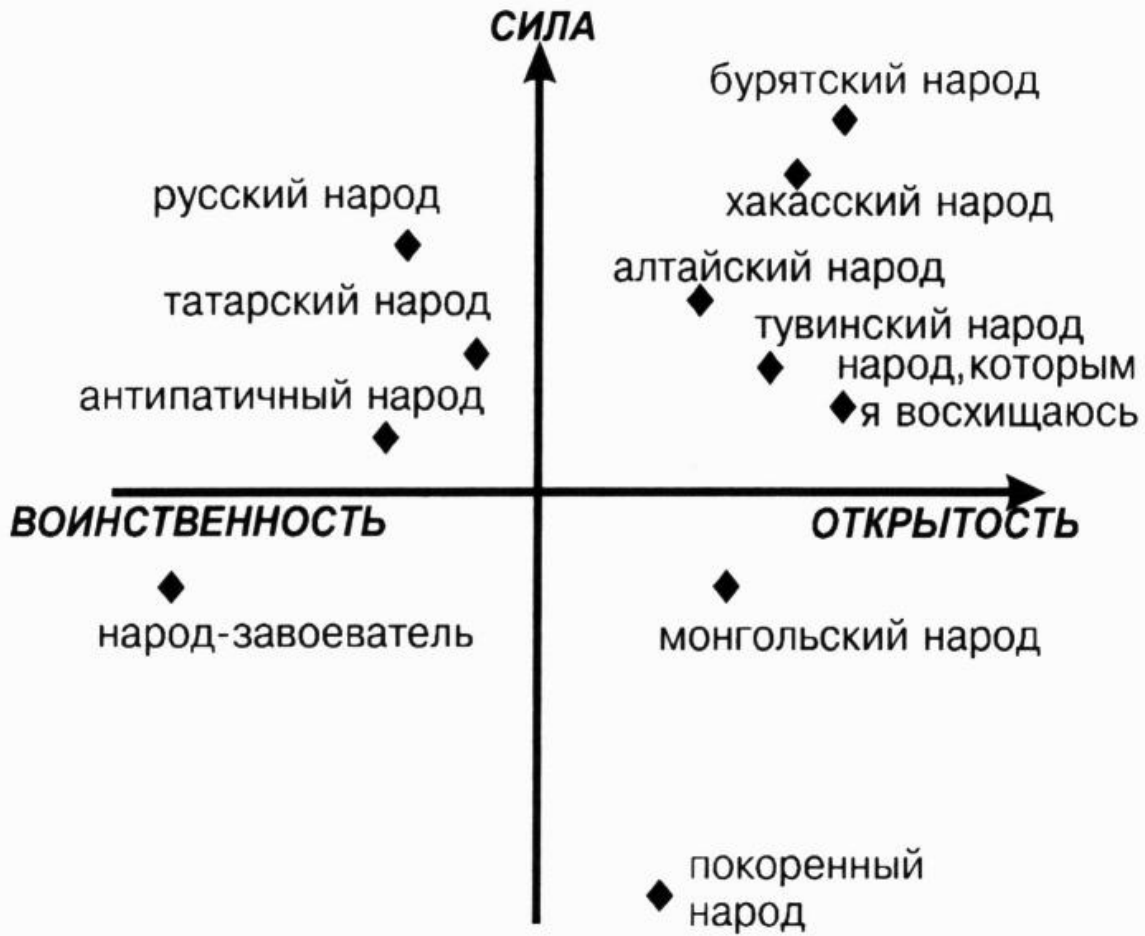 СИЛА
бурятский народ
русский народ
хакасский народ
алтайский народ
татарский народ
тувинский народ
народ, которым
я восхищаюсь
антипатичный народ
ВОИНСТВЕННОСТЬ
ОТКРЫТОСТЬ
народ-завоеватель
монгольский народ
покоренный
народ